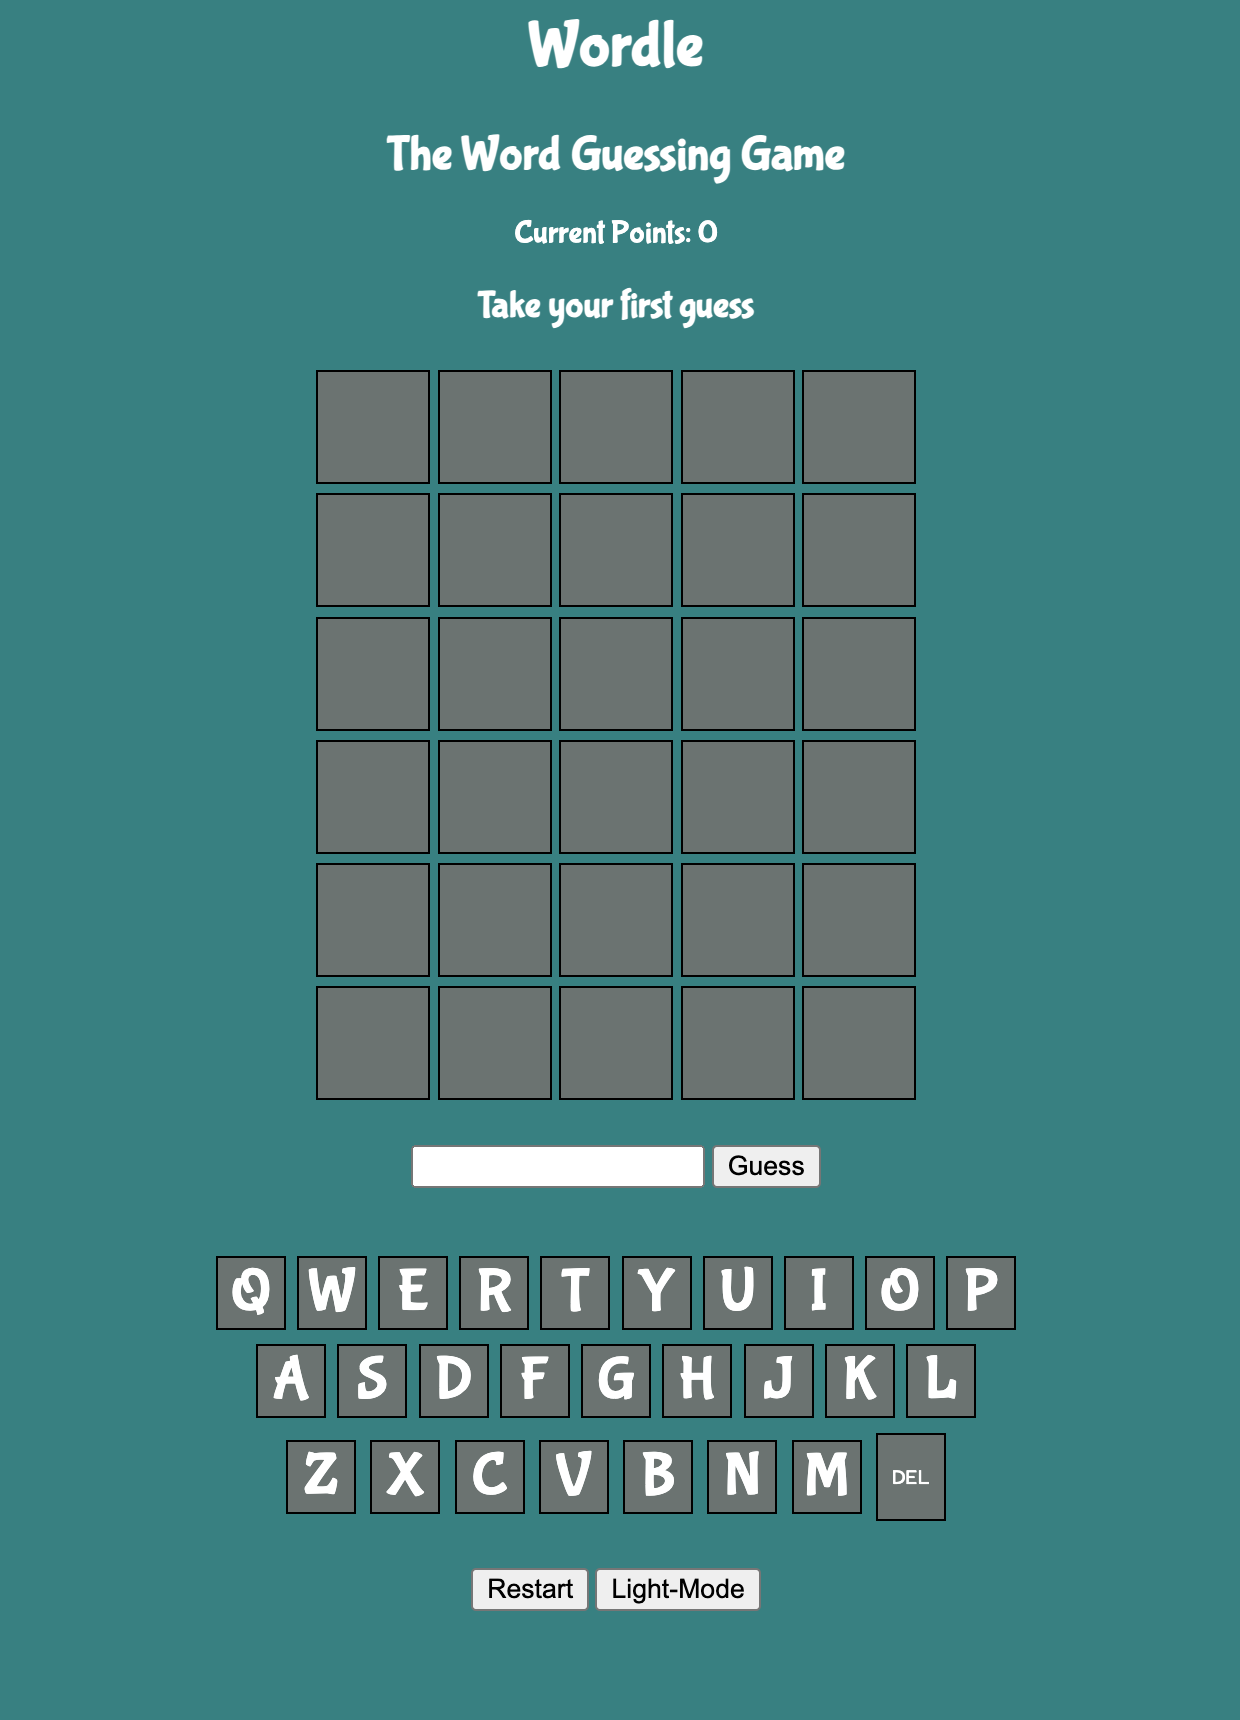 Wordle
The Word Guessing Game
Current Points: 0
Take your first guess
Guess
Q W E R T Y U I O P
A S D F G H J K L
Z X C V B N M DEL
Restart Light-Mode